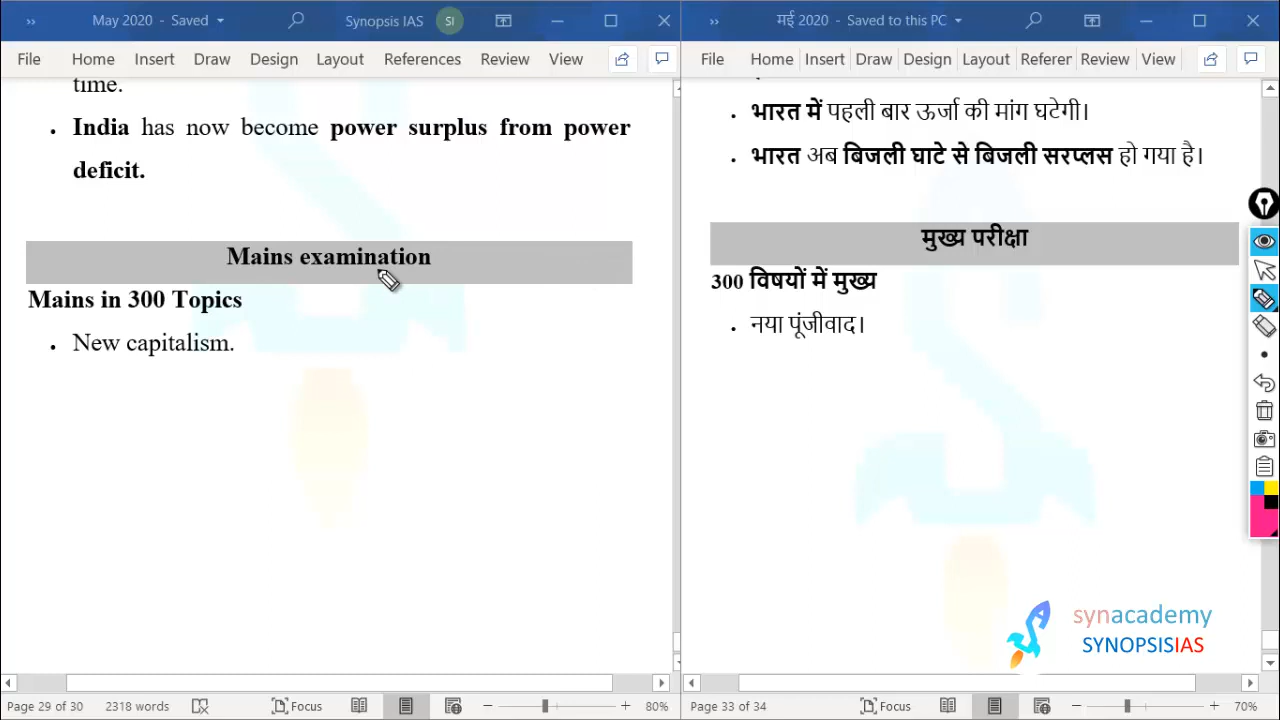 May 2020 - Saved
Synopsis IAS
SI
File Home Insert Draw Design Layout References Review View
time.
• India has now become power surplus from power
deficit.
Mains examination
Mains in 300 Topics
• New capitalism.
Page 29 of 30 2318 words Focus 80%
मई 2020 - Saved to this PC
File Home Insert Draw Design Layout Referer Review View
• भारत में पहली बार ऊर्जा की मांग घटेगी।
• भारत अब बिजली घाटे से बिजली सरप्लस हो गया है।
मुख्य परीक्षा
300 विषयों में मुख्य
• नया पूंजीवाद।
synacademy
SYNOPSISIAS
Page 33 of 34 Focus 70%